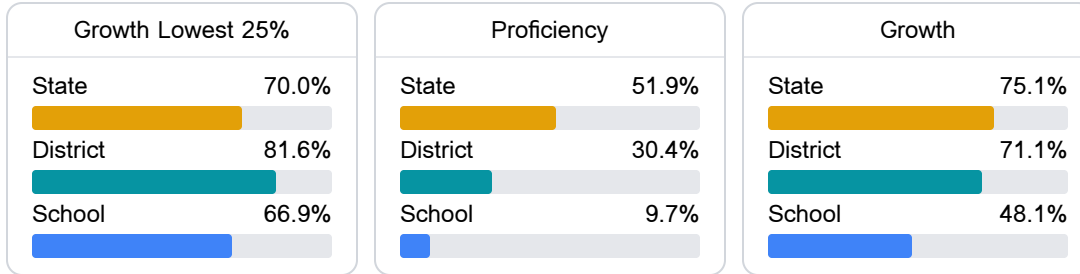 Growth Lowest 25%
State 70.0%
District 81.6%
School 66.9%
Proficiency
State 51.9%
District 30.4%
School 9.7%
Growth
State 75.1%
District 71.1%
School 48.1%